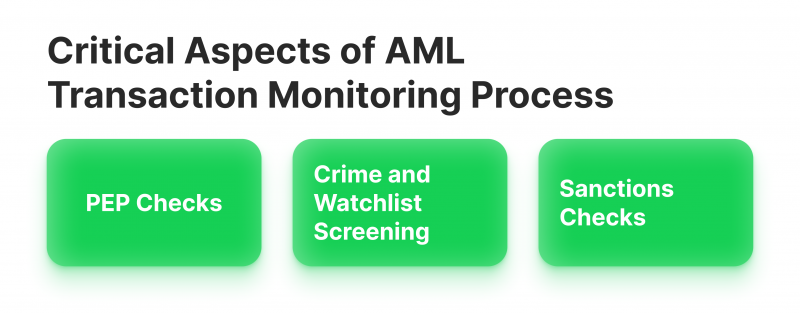 Critical Aspects of AML
Transaction Monitoring Process
PEP Checks
Crime and
Watchlist
Screening
Sanctions
Checks